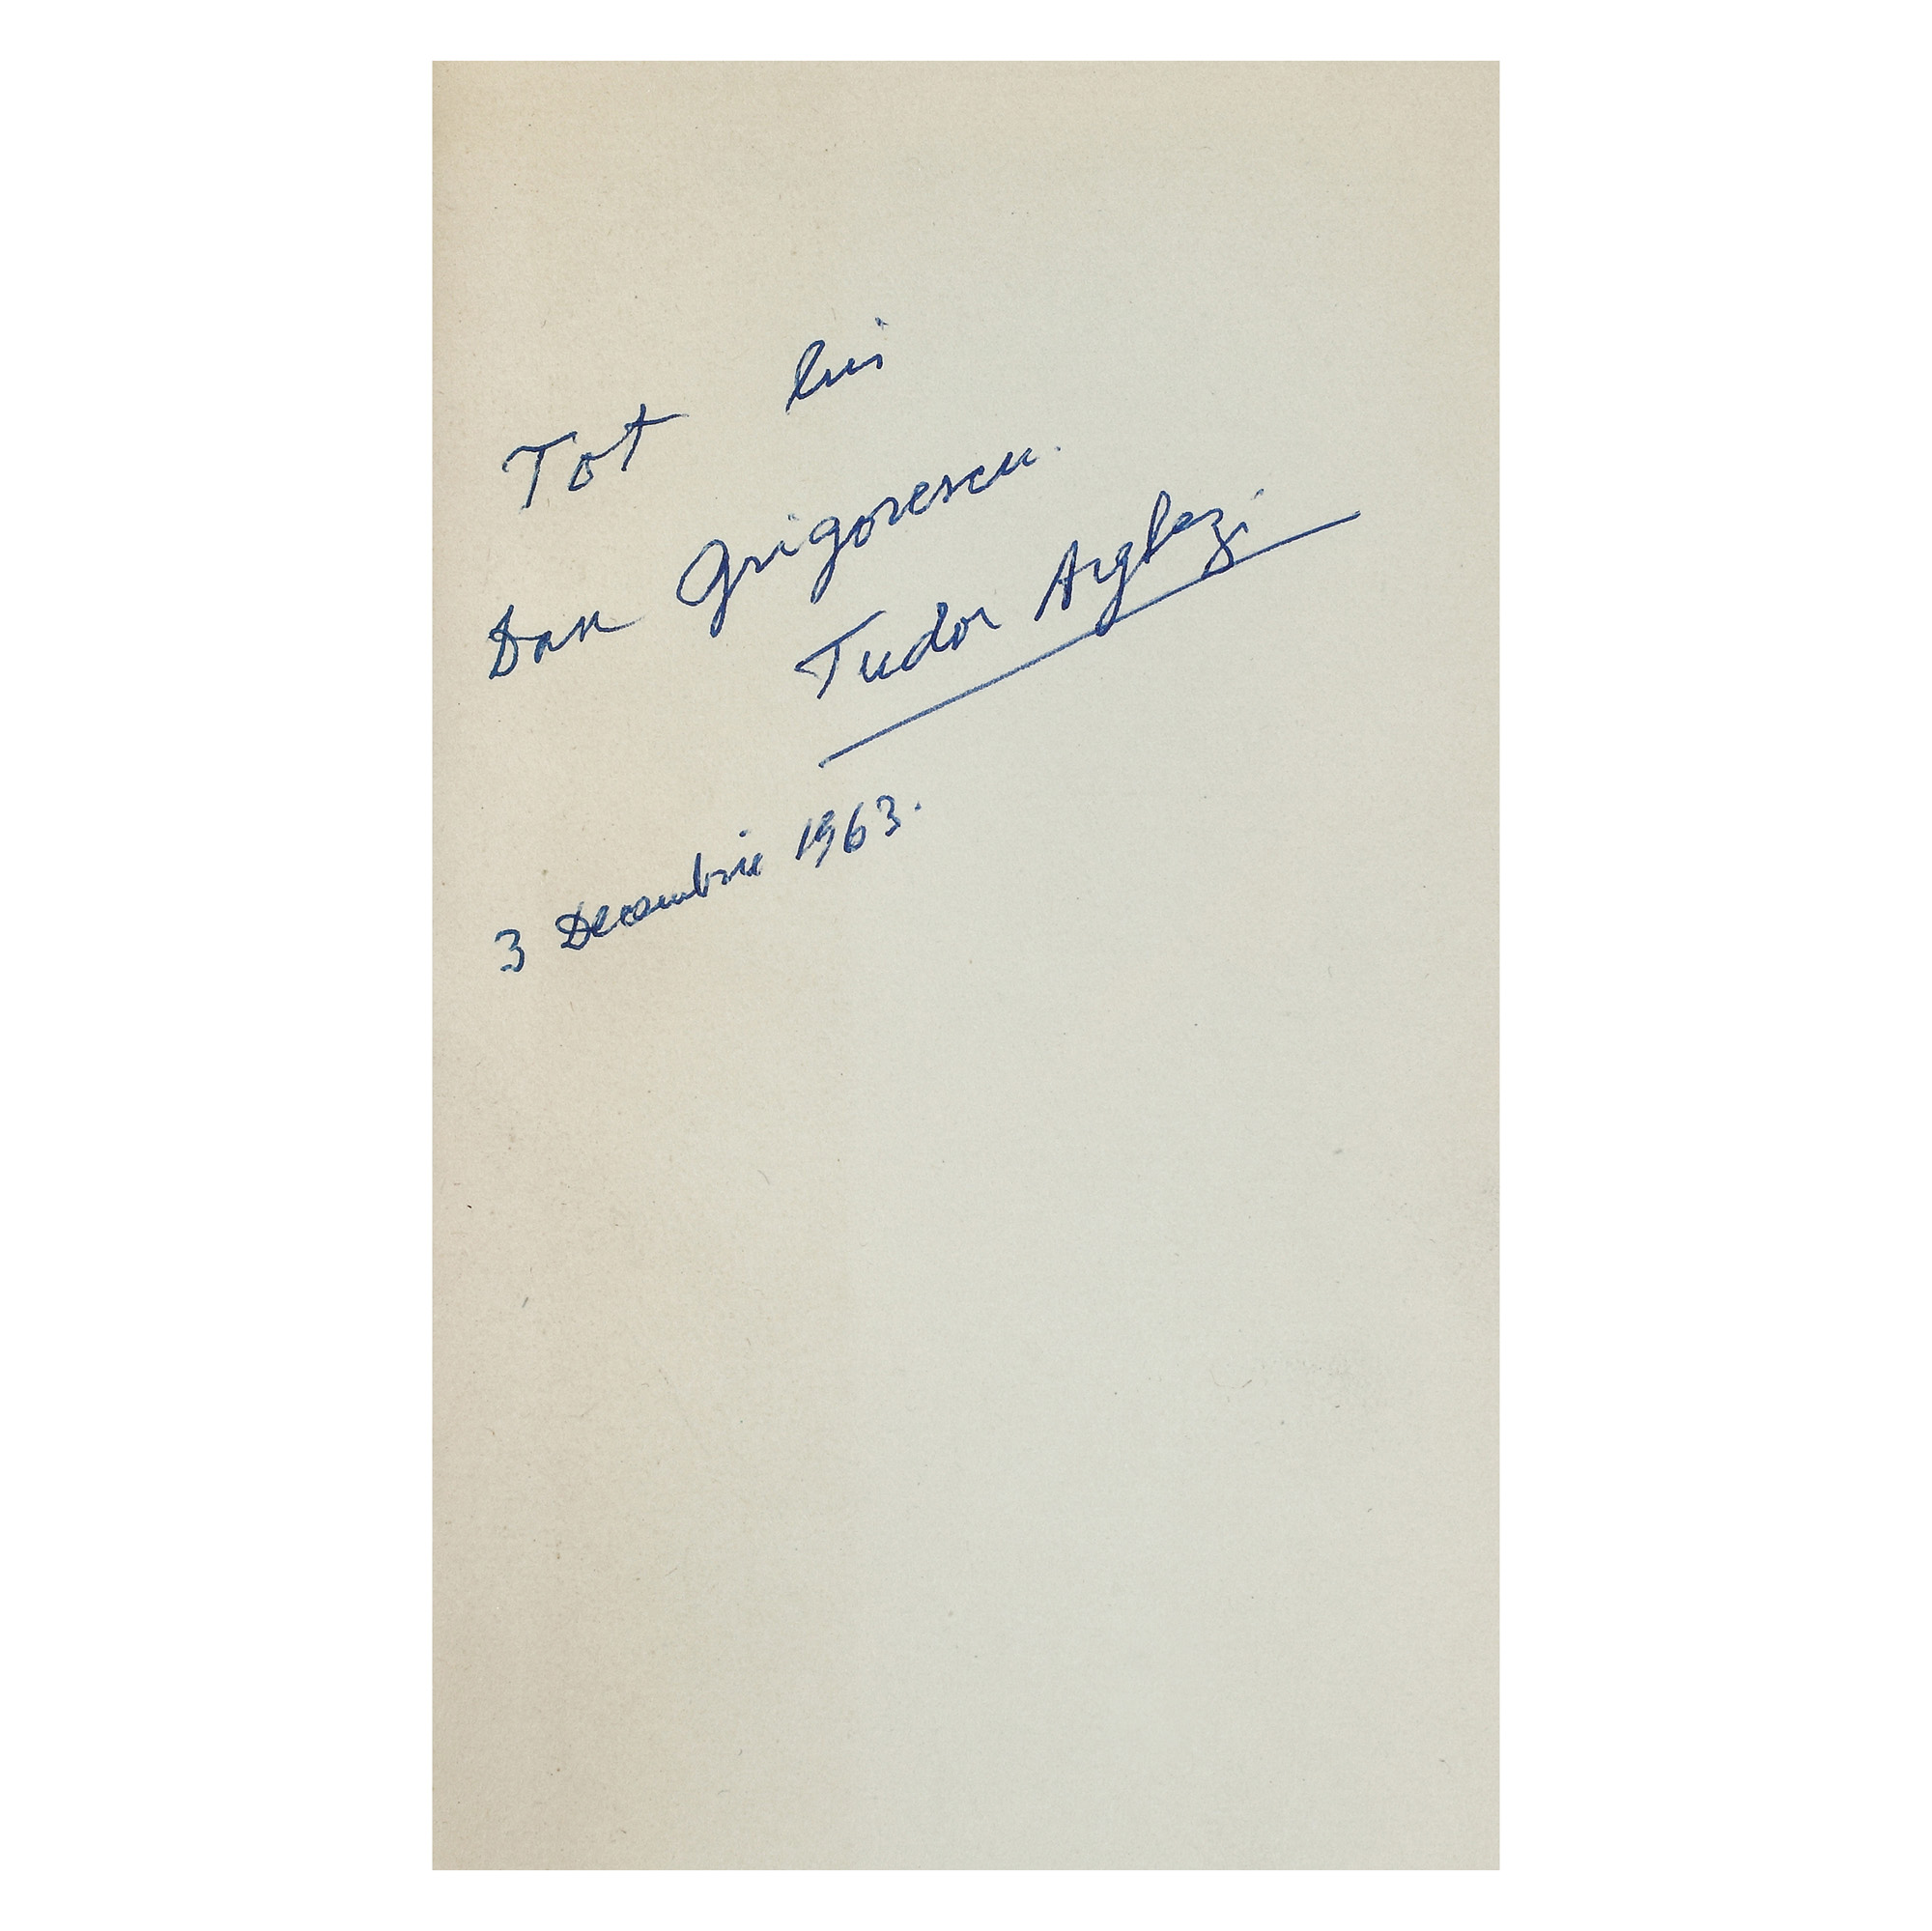 Tot lui
Dan Grigorescu.
Tudor Arghezi
3 Decembrie 1963.